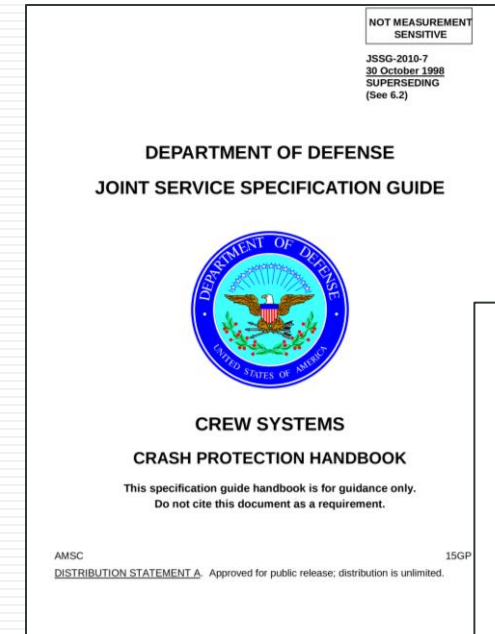 NOT MEASUREMENT
SENSITIVE
JSSG-2010-7
30 October 1998
SUPERSEDING
(See 6.2)
DEPARTMENT OF DEFENSE
JOINT SERVICE SPECIFICATION GUIDE
DEPARTMENT OF DEFENSE
UNITED STATES OF AMERICA
CREW SYSTEMS
CRASH PROTECTION HANDBOOK
This specification guide handbook is for guidance only.
Do not cite this document as a requirement.
AMSC 15GP
DISTRIBUTION STATEMENT A. Approved for public release; distribution is unlimited.